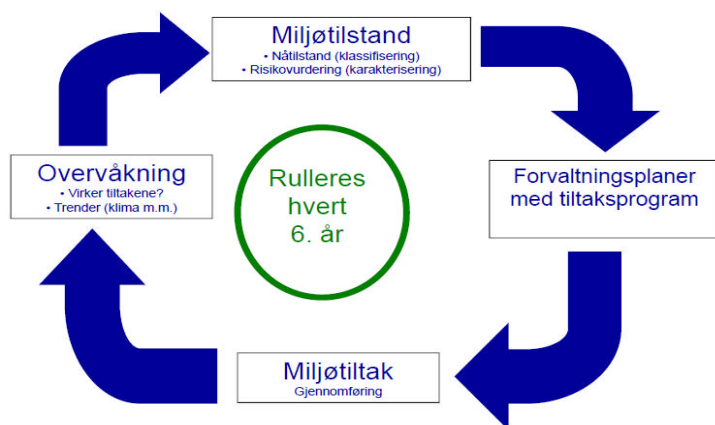 Miljøtilstand
• Nåtilstand (klassifisering)
• Risikovurdering (karakterisering)
Overvåkning
• Virker tiltakene?
• Trender (klima m.m.)
Rulleres
hvert
6. år
Forvaltningsplaner
med tiltaksprogram
Miljøtiltak
Gjennomføring